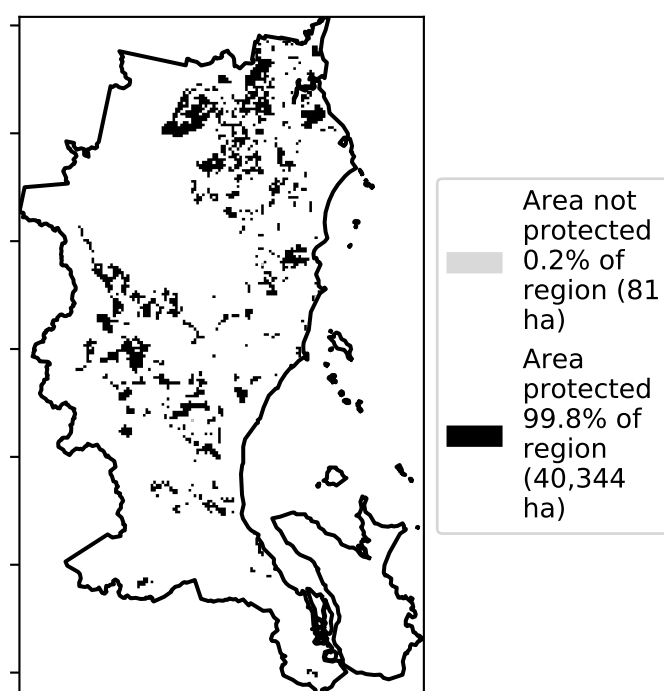 Area not
protected
0.2% of
region (81
ha)
Area
protected
99.8% of
region
(40,344
ha)